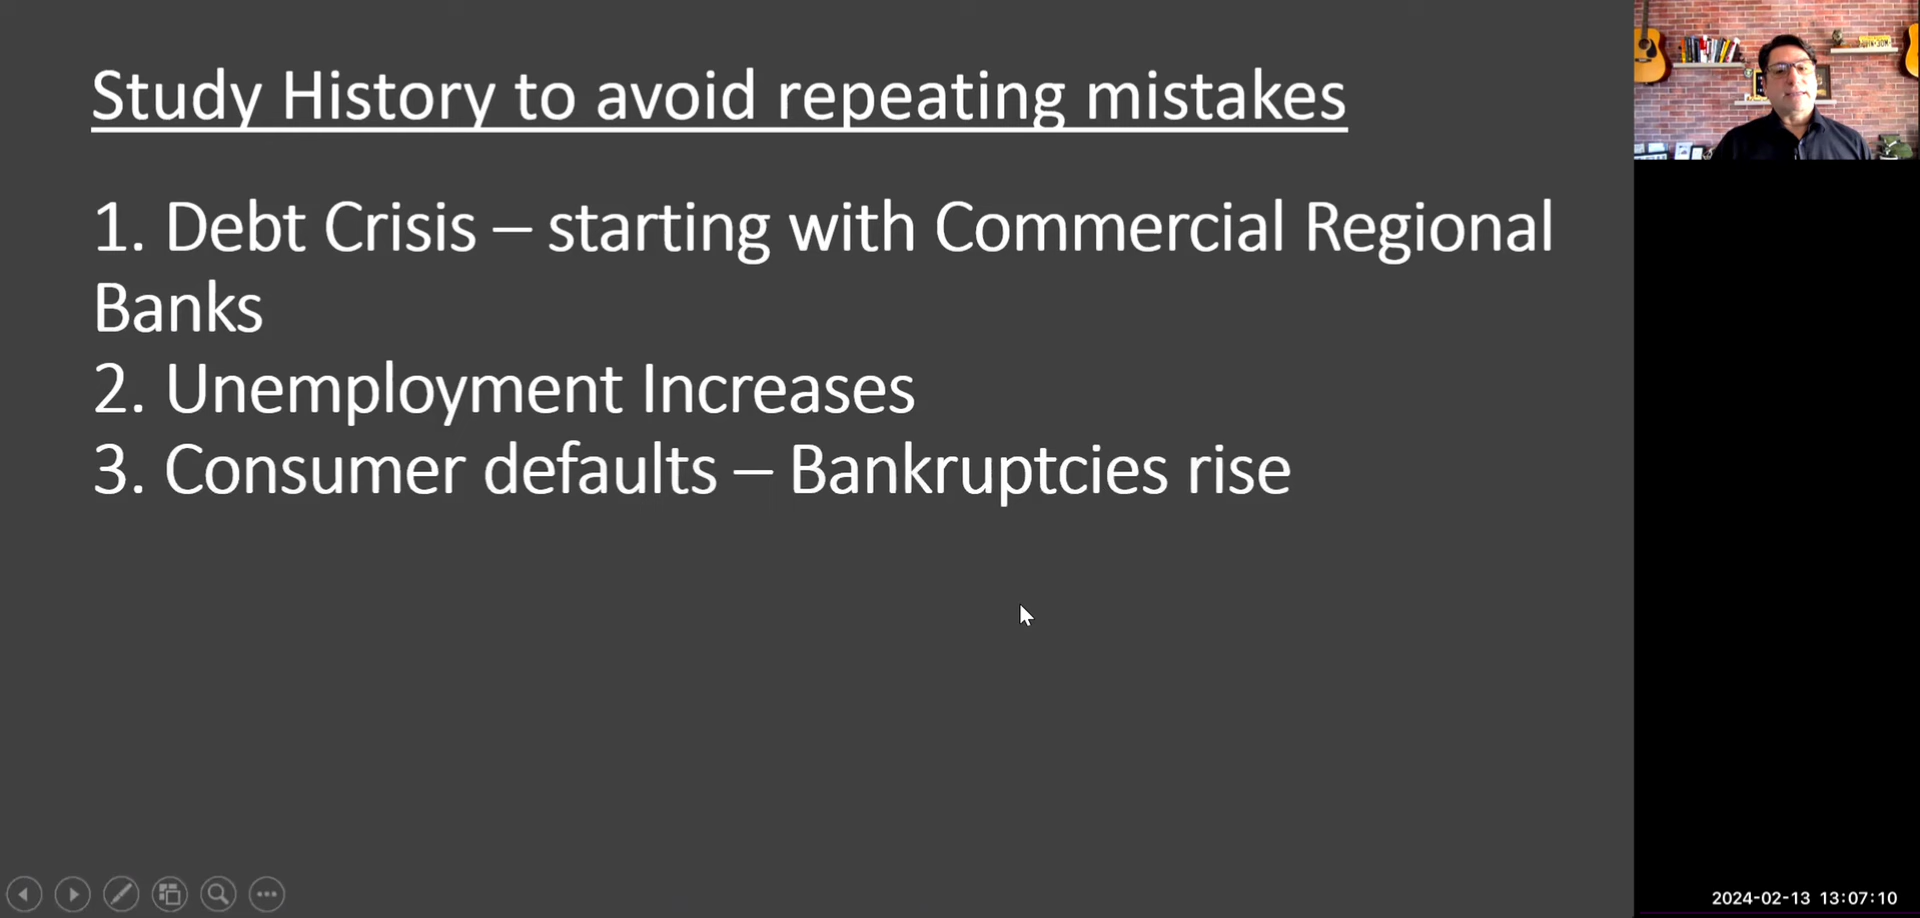 Study History to avoid repeating mistakes
1. Debt Crisis – starting with Commercial Regional
Banks
2. Unemployment Increases
3. Consumer defaults – Bankruptcies rise
2024-02-13 13:07:10